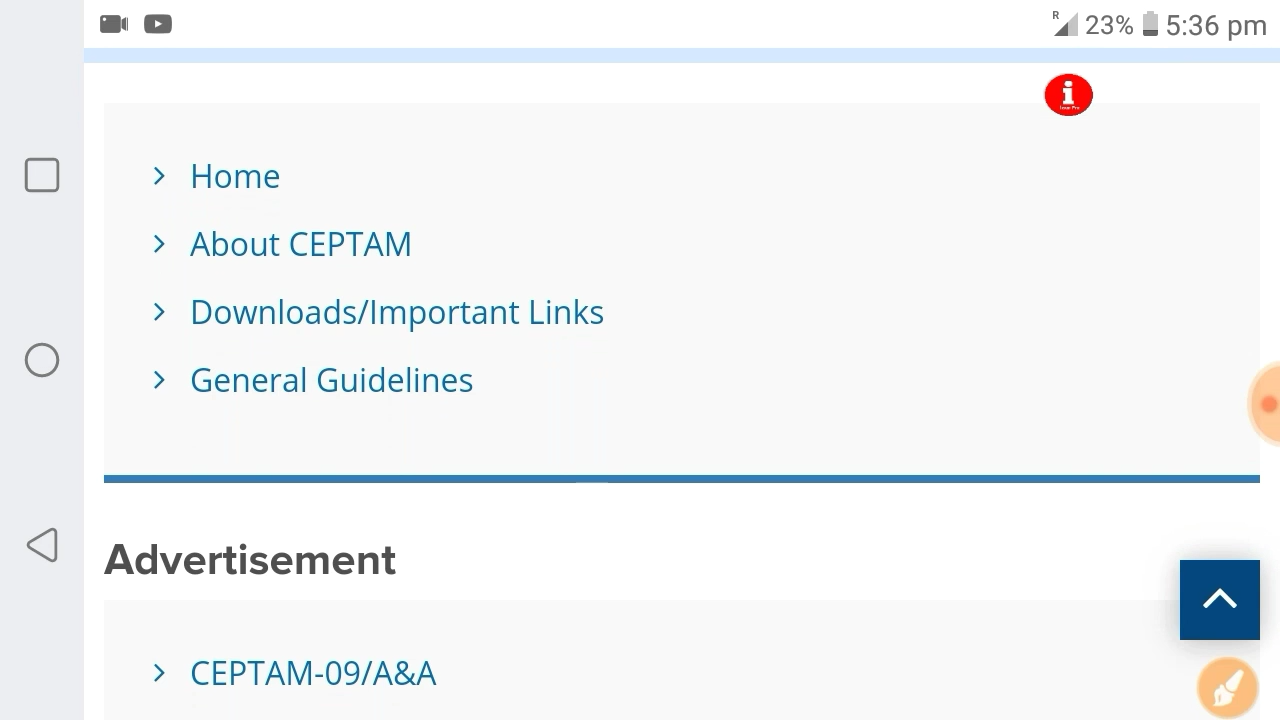 R 23% 5:36 pm
i
Home
About CEPTAM
Downloads/Important Links
General Guidelines
Advertisement
CEPTAM-09/A&A